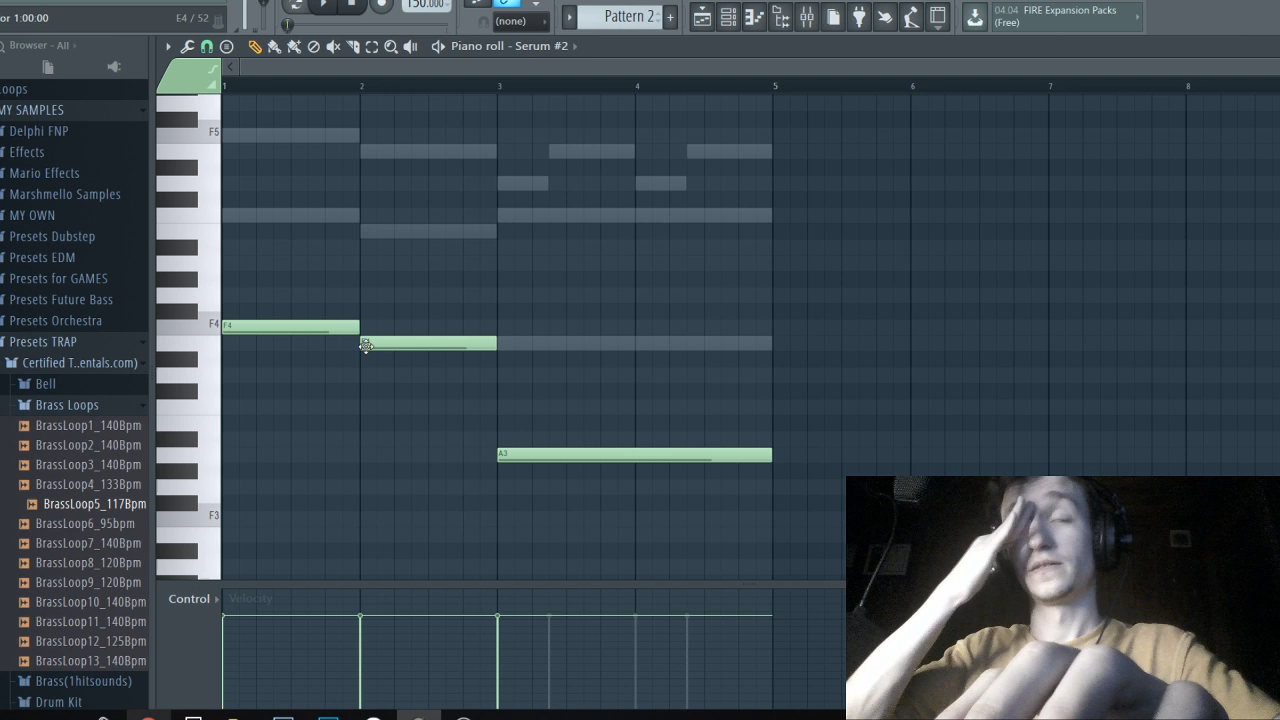 or 1:00:00
E4 / 52
150.000
(none)
Pattern 2
04.04 FIRE Expansion Packs
(Free)
Browser - All
Piano roll - Serum #2
oops
MY SAMPLES
Delphi FNP
Effects
Mario Effects
Marshmello Samples
MY OWN
Presets Dubstep
Presets EDM
Presets for GAMES
Presets Future Bass
Presets Orchestra
Presets TRAP
Certified T..entals.com)
Bell
Brass Loops
BrassLoop1_140Bpm
BrassLoop2_140Bpm
BrassLoop3_140Bpm
BrassLoop4_133Bpm
BrassLoop5_117Bpm
BrassLoop6_95bpm
BrassLoop7_140Bpm
BrassLoop8_120Bpm
BrassLoop9_120Bpm
BrassLoop10_140Bpm
BrassLoop11_140Bpm
BrassLoop12_125Bpm
BrassLoop13_140Bpm
Brass(1hitsounds)
Drum Kit
1 2 3 4 5 6 7 8
F5
F4
F4
A3
F3
Control
Velocity